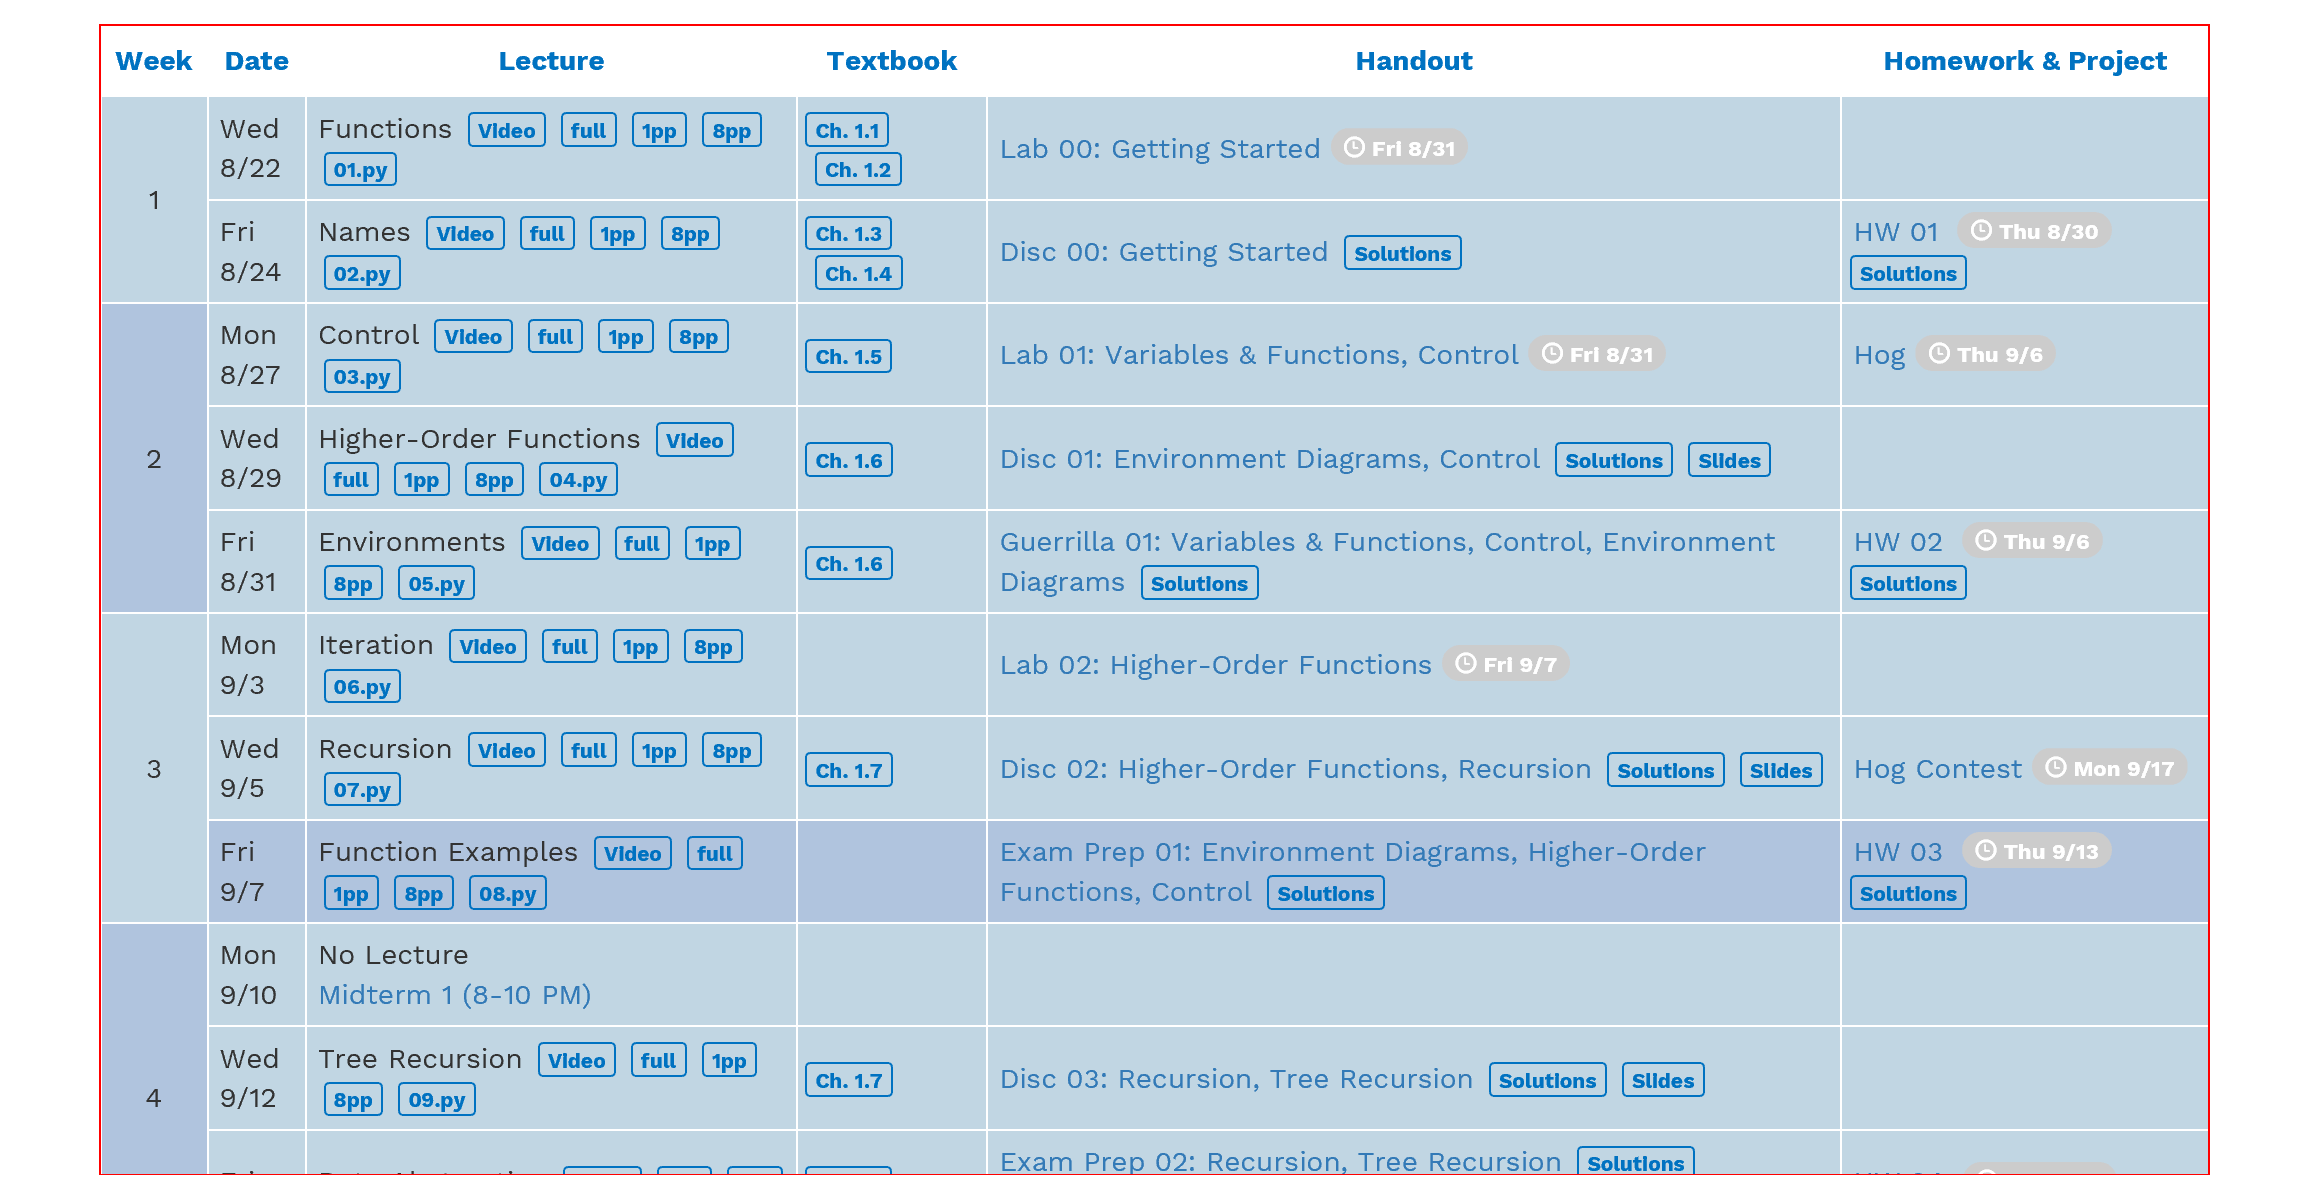 Week Date Lecture Textbook Handout Homework & Project
1
Wed
8/22
Functions Video full 1pp 8pp
01.py
Ch. 1.1
Ch. 1.2
Lab 00: Getting Started Fri 8/31
Fri
8/24
Names Video full 1pp 8pp
02.py
Ch. 1.3
Ch. 1.4
Disc 00: Getting Started Solutions
HW 01 Thu 8/30
Solutions
2
Mon
8/27
Control Video full 1pp 8pp
03.py
Ch. 1.5
Lab 01: Variables & Functions, Control Fri 8/31
Hog Thu 9/6
Wed
8/29
Higher-Order Functions Video
full 1pp 8pp 04.py
Ch. 1.6
Disc 01: Environment Diagrams, Control Solutions Slides
Fri
8/31
Environments Video full 1pp
8pp 05.py
Ch. 1.6
Guerrilla 01: Variables & Functions, Control, Environment
Diagrams Solutions
HW 02 Thu 9/6
Solutions
3
Mon
9/3
Iteration Video full 1pp 8pp
06.py
Lab 02: Higher-Order Functions Fri 9/7
Wed
9/5
Recursion Video full 1pp 8pp
07.py
Ch. 1.7
Disc 02: Higher-Order Functions, Recursion Solutions Slides
Hog Contest Mon 9/17
Fri
9/7
Function Examples Video full
1pp 8pp 08.py
Exam Prep 01: Environment Diagrams, Higher-Order
Functions, Control Solutions
HW 03 Thu 9/13
Solutions
4
Mon
9/10
No Lecture
Midterm 1 (8-10 PM)
Wed
9/12
Tree Recursion Video full 1pp
8pp 09.py
Ch. 1.7
Disc 03: Recursion, Tree Recursion Solutions Slides
Exam Prep 02: Recursion, Tree Recursion Solutions